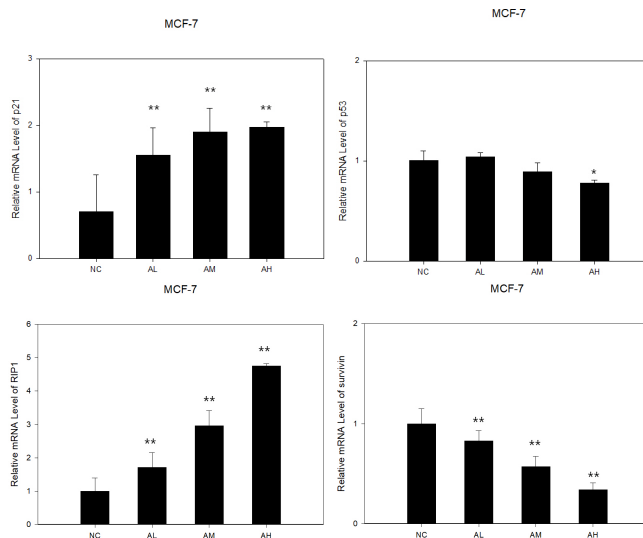 MCF-7
Relative mRNA Level of p21
3
2
1
0
**
**
**
NC AL AM AH
MCF-7
Relative mRNA Level of p53
2
1
0
*
NC AL AM AH
MCF-7
Relative mRNA Level of RIP1
6
5
4
3
2
1
0
**
**
**
NC AL AM AH
MCF-7
Relative mRNA Level of survivin
2
1
0
**
**
**
NC AL AM AH